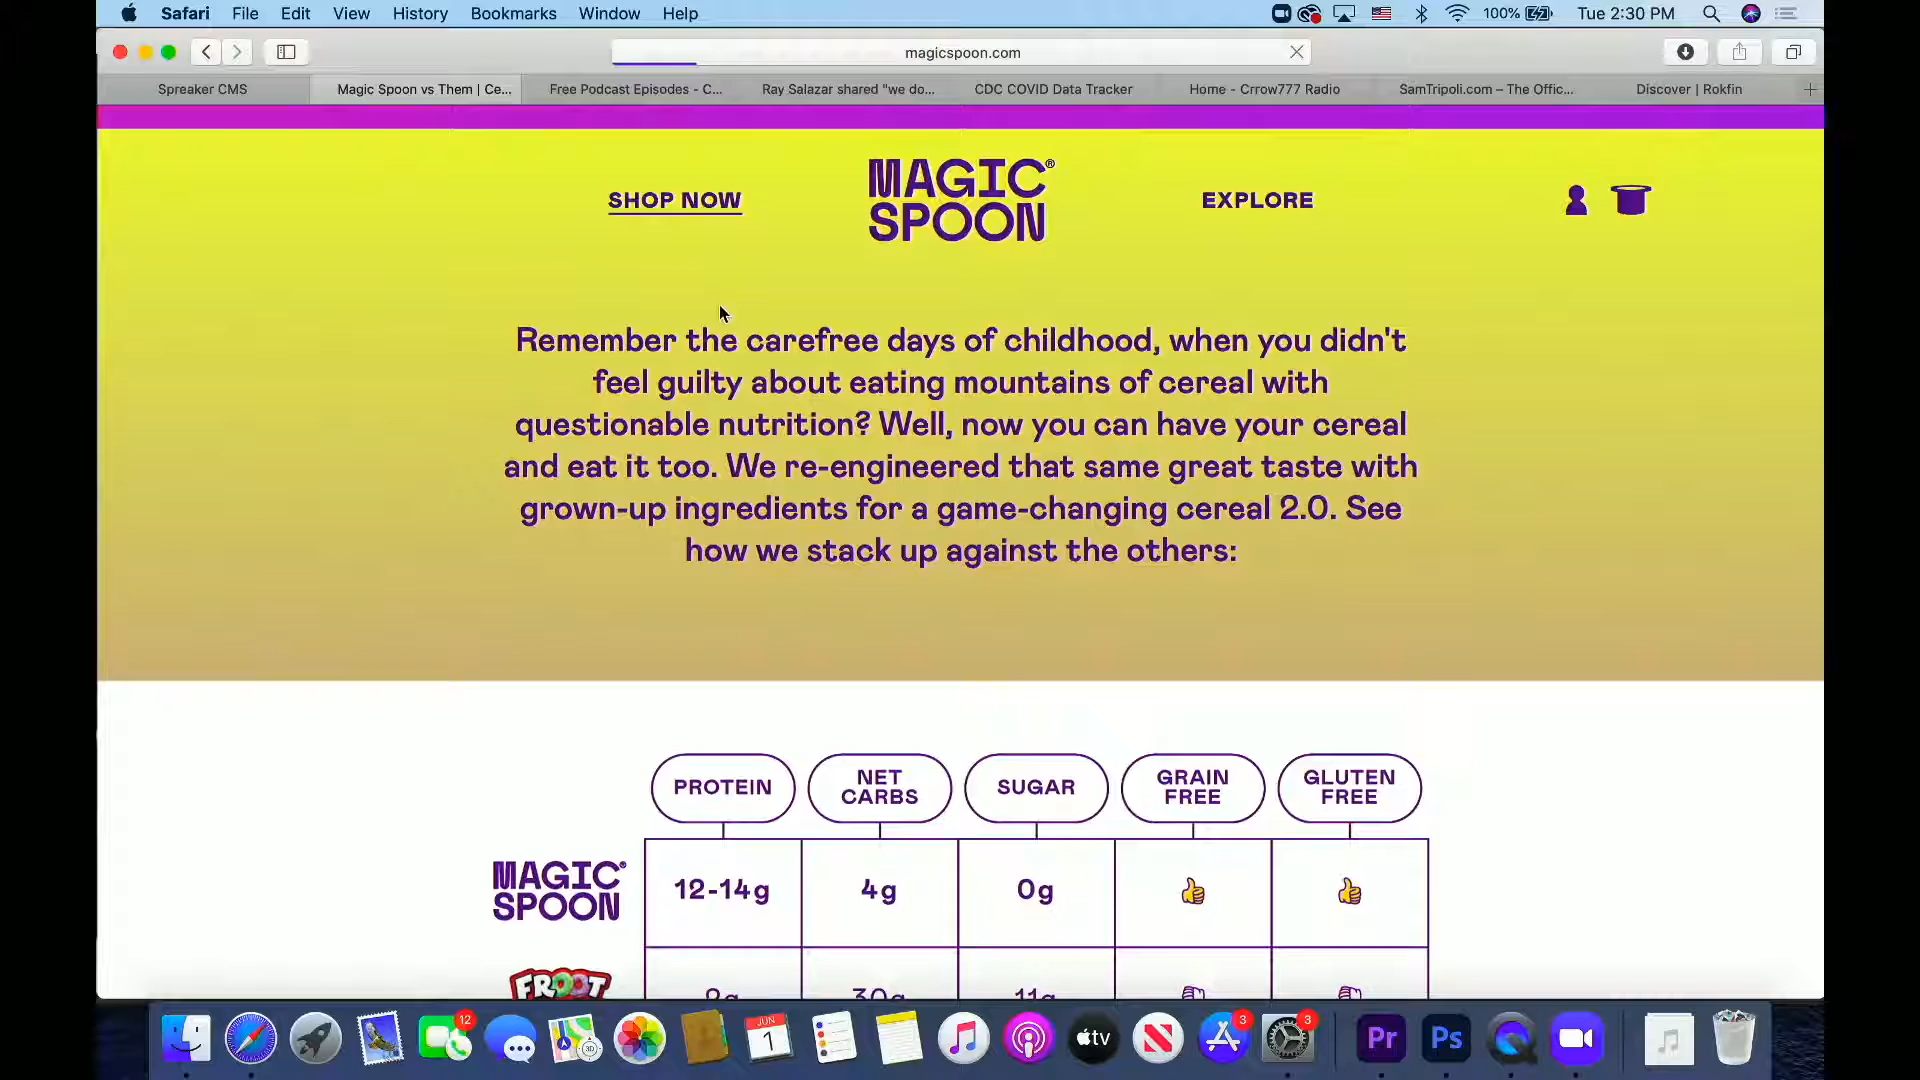 Safari File Edit View History Bookmarks Window Help 100% Tue 2:30 PM
magicspoon.com
Spreaker CMS Magic Spoon vs Them | Ce... Free Podcast Episodes - C... Ray Salazar shared "we do... CDC COVID Data Tracker Home - Crrow777 Radio SamTripoli.com – The Offic... Discover | Rokfin
SHOP NOW
MAGIC®
SPOON
EXPLORE
Remember the carefree days of childhood, when you didn't
feel guilty about eating mountains of cereal with
questionable nutrition? Well, now you can have your cereal
and eat it too. We re-engineered that same great taste with
grown-up ingredients for a game-changing cereal 2.0. See
how we stack up against the others:
PROTEIN
NET
CARBS
SUGAR
GRAIN
FREE
GLUTEN
FREE
MAGIC®
SPOON
12-14g 4g 0g
FROOT
30g 11g
12
3D
JUN
1
tv
3
3
Pr
Ps